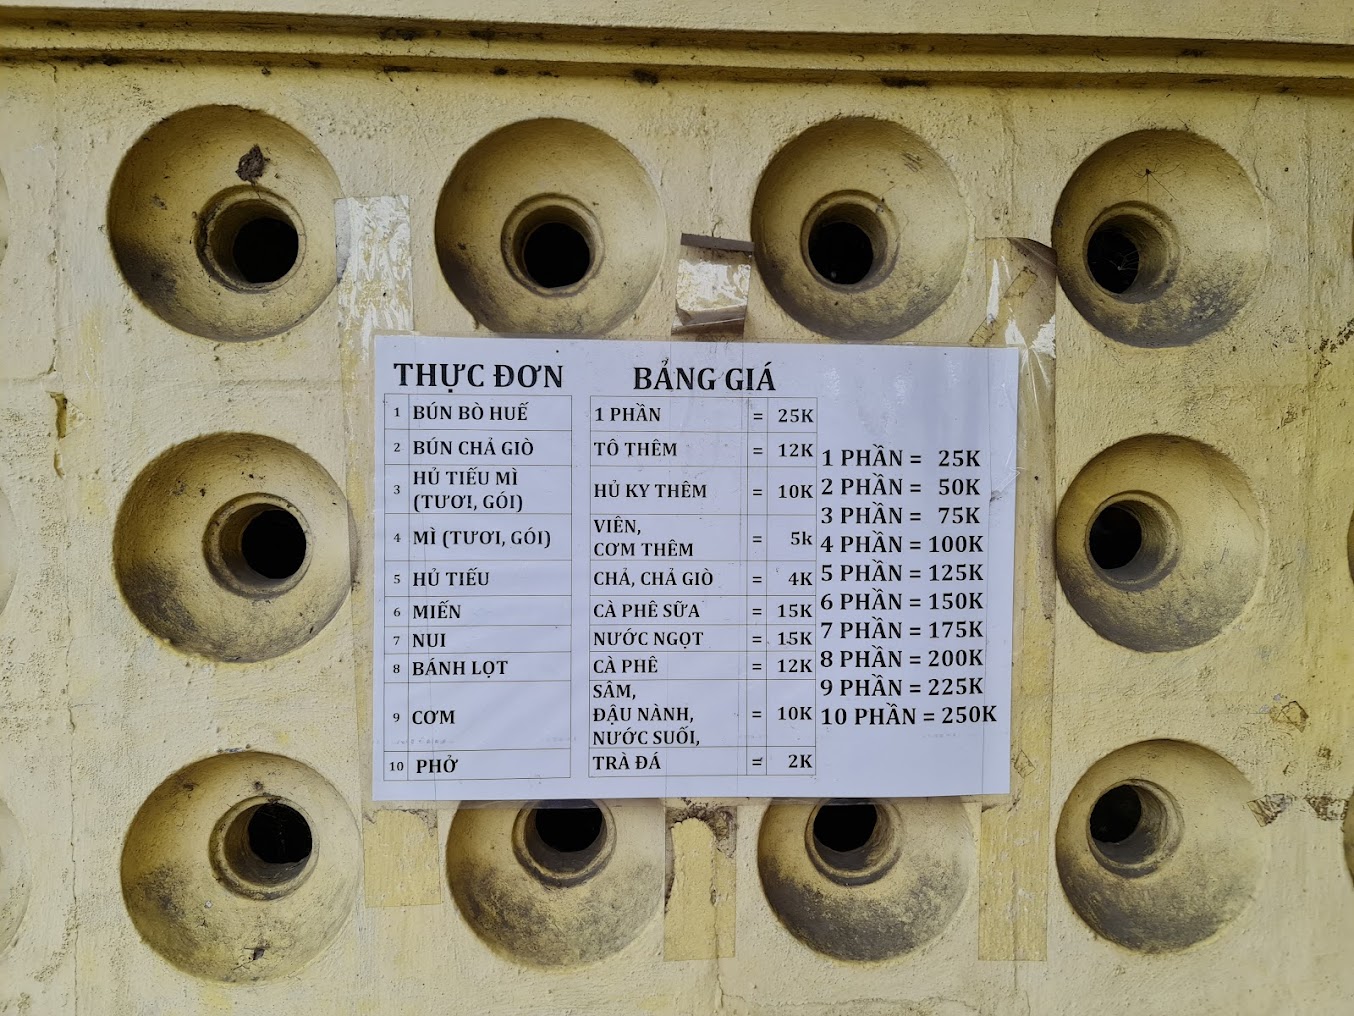 THỰC ĐƠN
1 BÚN BÒ HUẾ
2 BÚN CHẢ GIÒ
3 HỦ TIẾU MÌ
(TƯƠI, GÓI)
4 MÌ (TƯƠI, GÓI)
5 HỦ TIẾU
6 MIẾN
7 NUI
8 BÁNH LỌT
9 CƠM
10 PHỞ
BẢNG GIÁ
1 PHẦN = 25K
TÔ THÊM = 12K
HỦ KY THÊM = 10K
VIÊN,
CƠM THÊM = 5k
CHẢ, CHẢ GIÒ = 4K
CÀ PHÊ SỮA = 15K
NƯỚC NGỌT = 15K
CÀ PHÊ = 12K
SÂM,
ĐẬU NÀNH, = 10K
NƯỚC SUỐI,
TRÀ ĐÁ = 2K
1 PHẦN = 25K
2 PHẦN = 50K
3 PHẦN = 75K
4 PHẦN = 100K
5 PHẦN = 125K
6 PHẦN = 150K
7 PHẦN = 175K
8 PHẦN = 200K
9 PHẦN = 225K
10 PHẦN = 250K